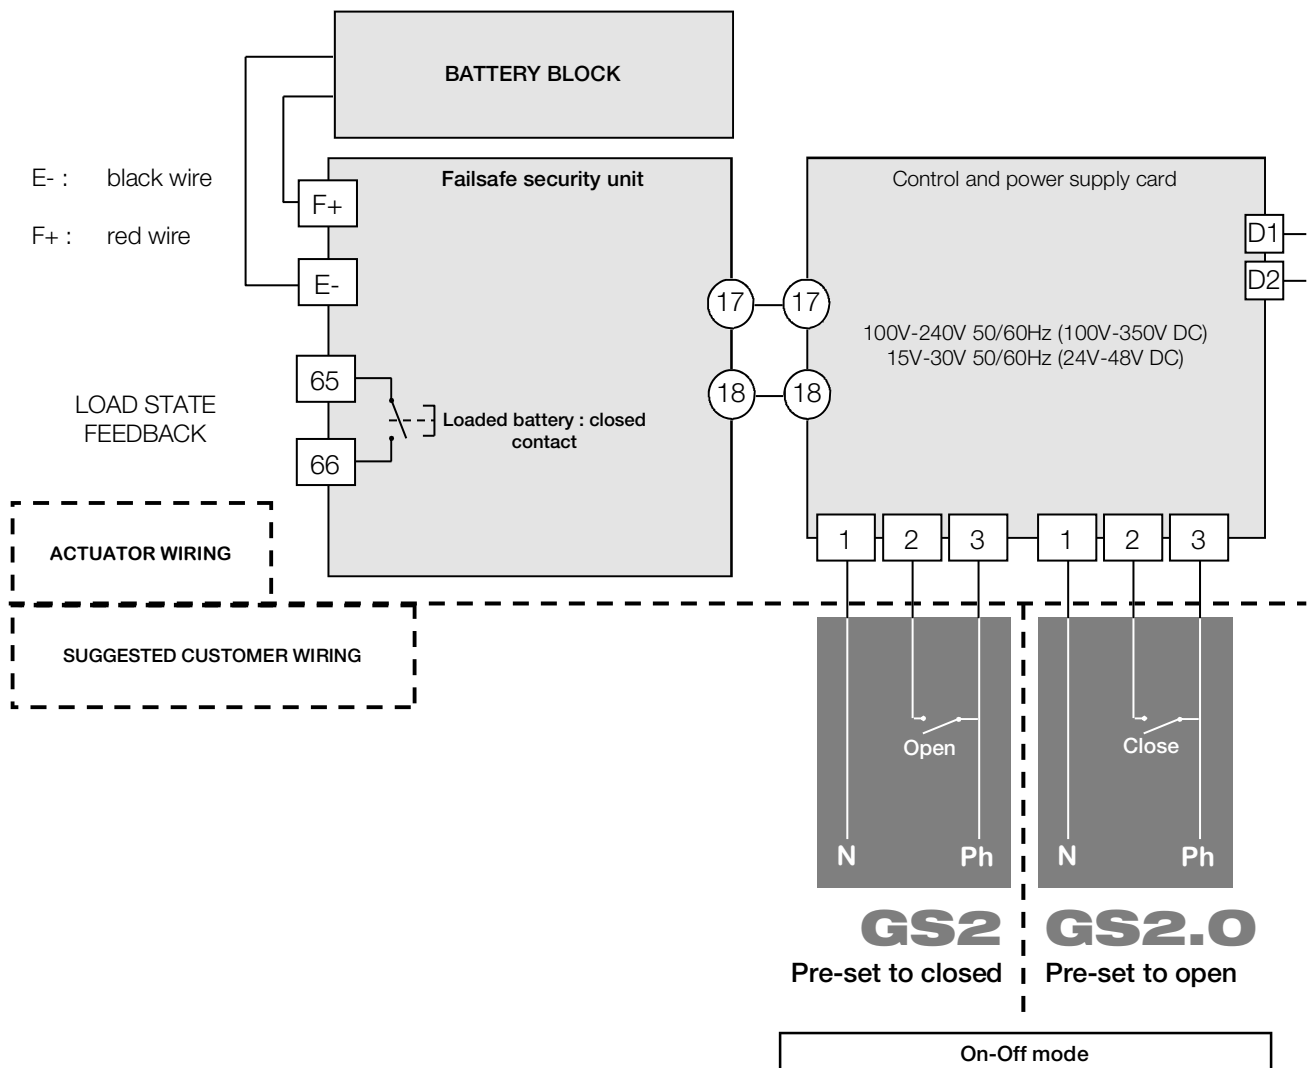 BATTERY BLOCK
E- : black wire
F+ : red wire
F+
E-
Failsafe security unit
65
66
LOAD STATE
FEEDBACK
Loaded battery : closed
contact
17
18
17
18
Control and power supply card
D1
D2
100V-240V 50/60Hz (100V-350V DC)
15V-30V 50/60Hz (24V-48V DC)
1 2 3 1 2 3
ACTUATOR WIRING
SUGGESTED CUSTOMER WIRING
Open
Close
N Ph N Ph
GS2 GS2.0
Pre-set to closed Pre-set to open
On-Off mode